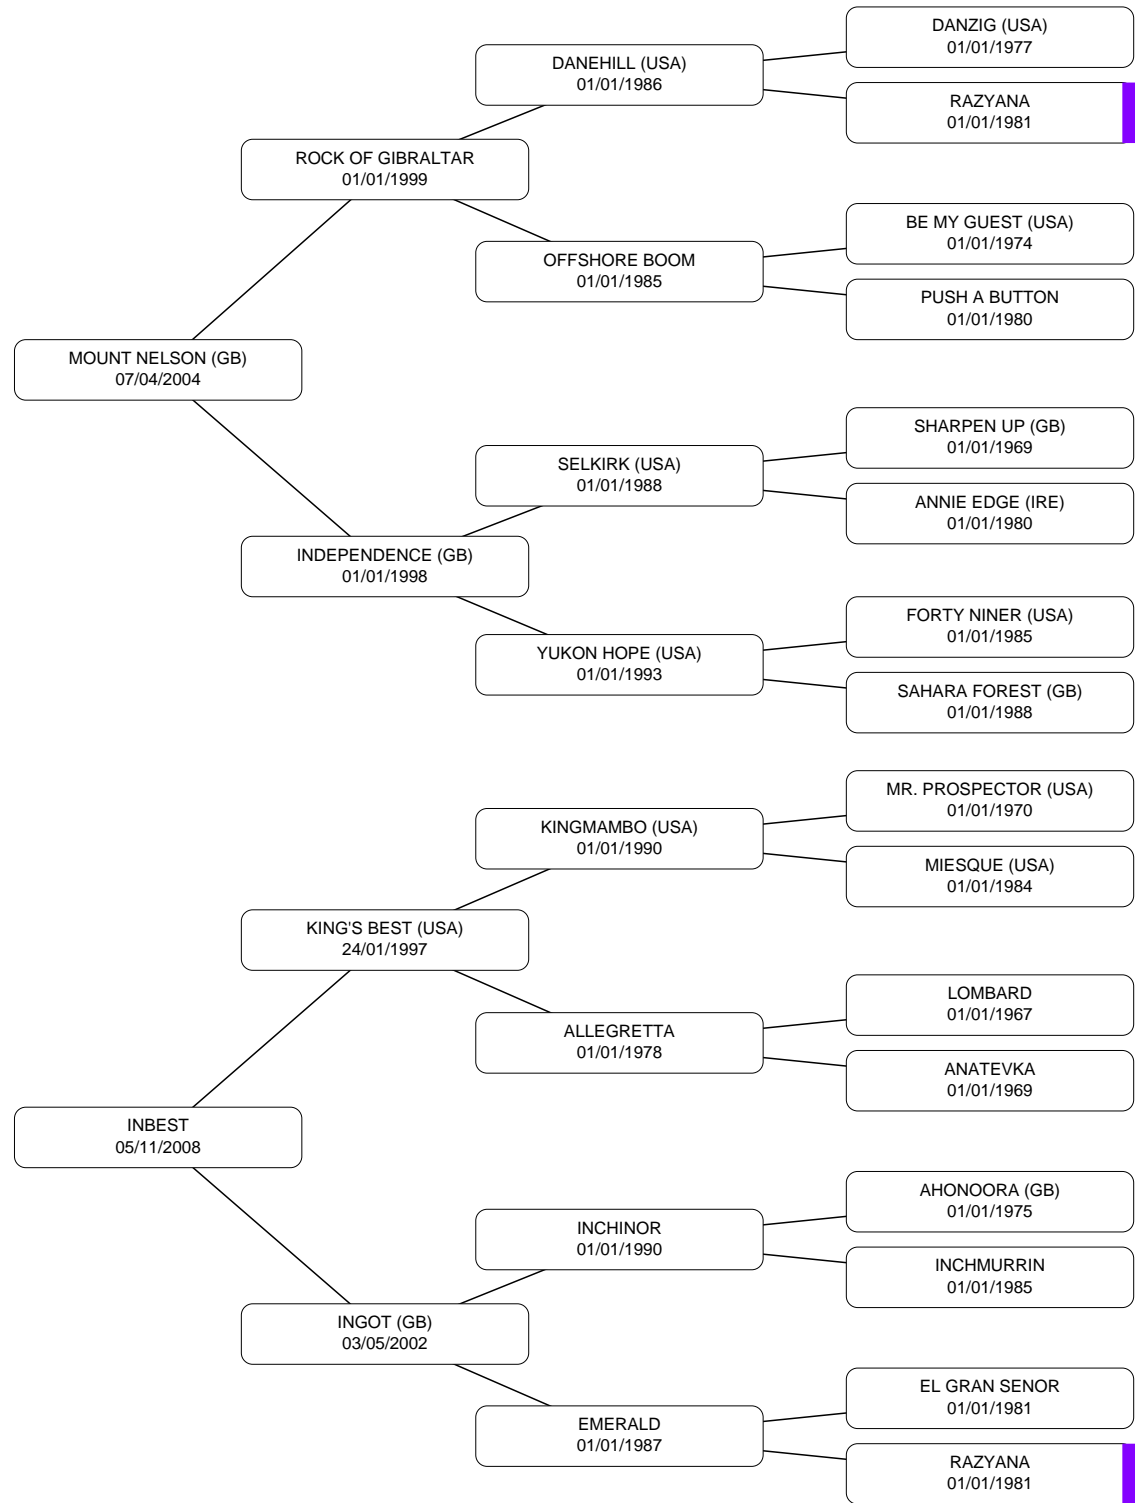 DANZIG (USA)
01/01/1977
DANEHILL (USA)
01/01/1986
RAZYANA
01/01/1981
ROCK OF GIBRALTAR
01/01/1999
BE MY GUEST (USA)
01/01/1974
OFFSHORE BOOM
01/01/1985
PUSH A BUTTON
01/01/1980
MOUNT NELSON (GB)
07/04/2004
SHARPEN UP (GB)
01/01/1969
SELKIRK (USA)
01/01/1988
ANNIE EDGE (IRE)
01/01/1980
INDEPENDENCE (GB)
01/01/1998
FORTY NINER (USA)
01/01/1985
YUKON HOPE (USA)
01/01/1993
SAHARA FOREST (GB)
01/01/1988
MR. PROSPECTOR (USA)
01/01/1970
KINGMAMBO (USA)
01/01/1990
MIESQUE (USA)
01/01/1984
KING'S BEST (USA)
24/01/1997
LOMBARD
01/01/1967
ALLEGRETTA
01/01/1978
ANATEVKA
01/01/1969
INBEST
05/11/2008
AHONOORA (GB)
01/01/1975
INCHINOR
01/01/1990
INCHMURRIN
01/01/1985
INGOT (GB)
03/05/2002
EL GRAN SENOR
01/01/1981
EMERALD
01/01/1987
RAZYANA
01/01/1981